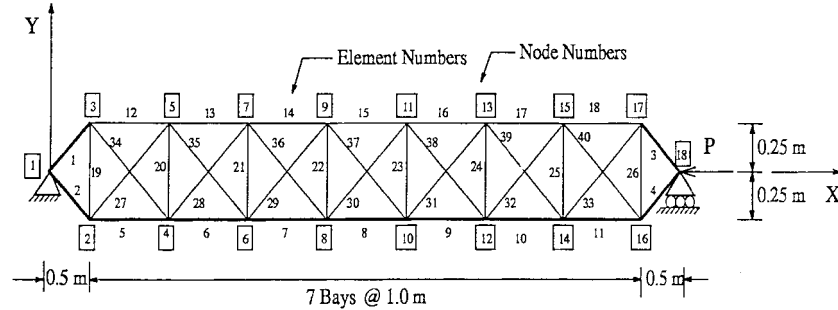 Y
Element Numbers
Node Numbers
3 5 7 9 11 13 15 17
12 13 14 15 16 17 18
34 35 36 37 38 39 40
1 1 3 18 P 0.25 m
19 20 21 22 23 24 25 26
2 4 X
0.25 m
27 28 29 30 31 32 33
2 4 6 8 10 12 14 16
5 6 7 8 9 10 11
0.5 m 0.5 m
7 Bays @ 1.0 m